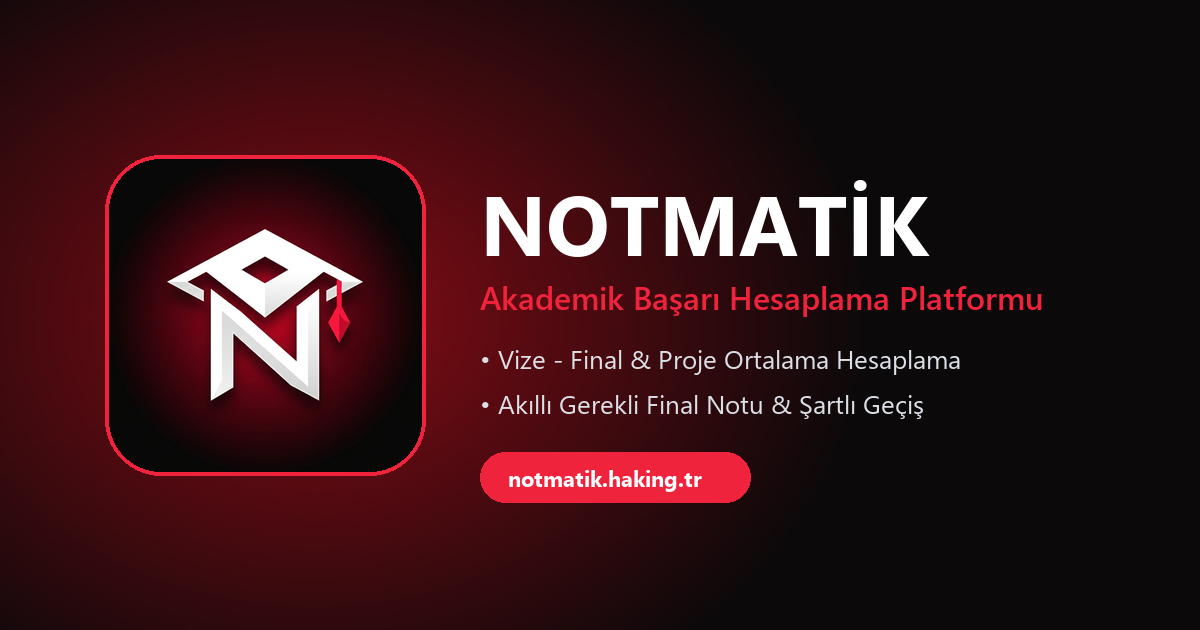 NOTMATİK
Akademik Başarı Hesaplama Platformu
• Vize - Final & Proje Ortalama Hesaplama
• Akıllı Gerekli Final Notu & Şartlı Geçiş
notmatik.haking.tr